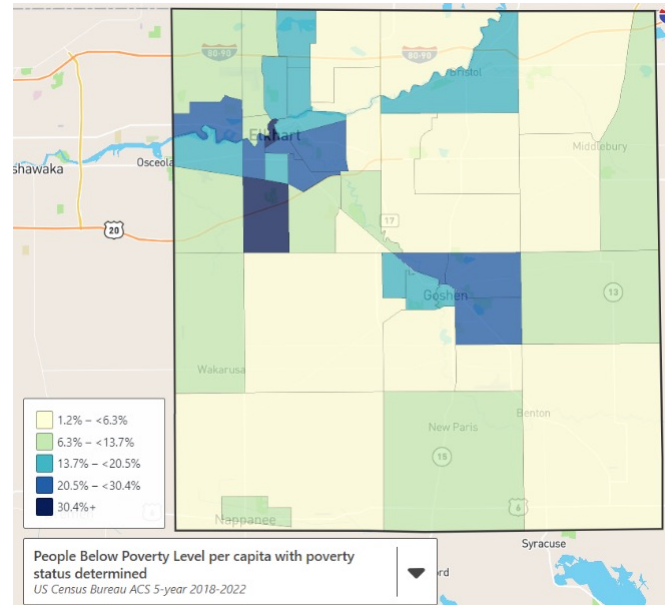 80-90
80-90
Bristol
Elkhart
Osceola
shawaka
Middlebury
20
17
Goshen
13
Wakarusa
1.2% – <6.3%
6.3% – <13.7%
13.7% – <20.5%
20.5% – <30.4%
30.4%+
New Paris
Benton
15
6
Nappanee
Syracuse
rd
People Below Poverty Level per capita with poverty
status determined
US Census Bureau ACS 5-year 2018-2022